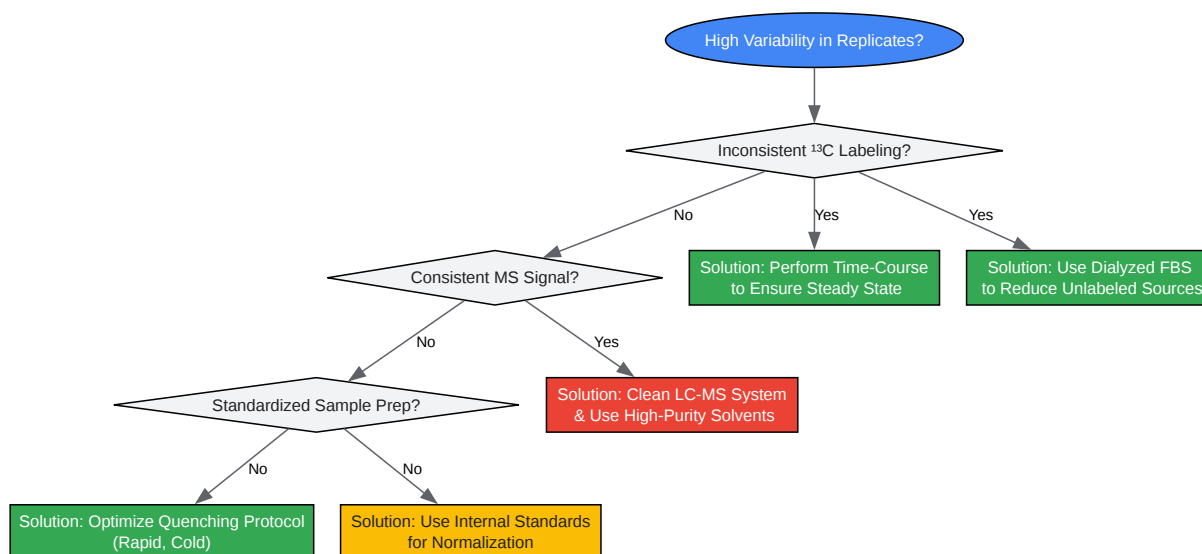 High Variability in Replicates?
Inconsistent ¹³C Labeling?
No
Yes
Yes
Consistent MS Signal?
Solution: Perform Time-Course
to Ensure Steady State
Solution: Use Dialyzed FBS
to Reduce Unlabeled Sources
No
Yes
Standardized Sample Prep?
Solution: Clean LC-MS System
& Use High-Purity Solvents
No
No
Solution: Optimize Quenching Protocol
(Rapid, Cold)
Solution: Use Internal Standards
for Normalization